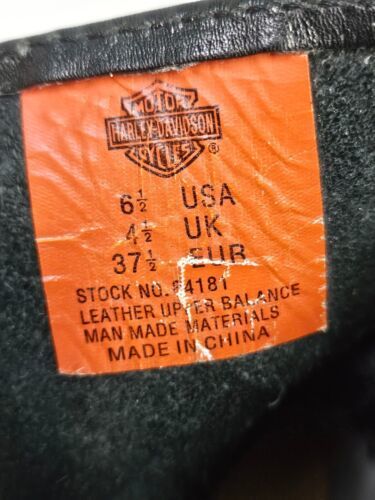 MOTOR
HARLEY-DAVIDSON
CYCLES
®
6½ USA
4½ UK
37½ EUR
STOCK NO. 84181
LEATHER UPPER BALANCE
MAN MADE MATERIALS
MADE IN CHINA